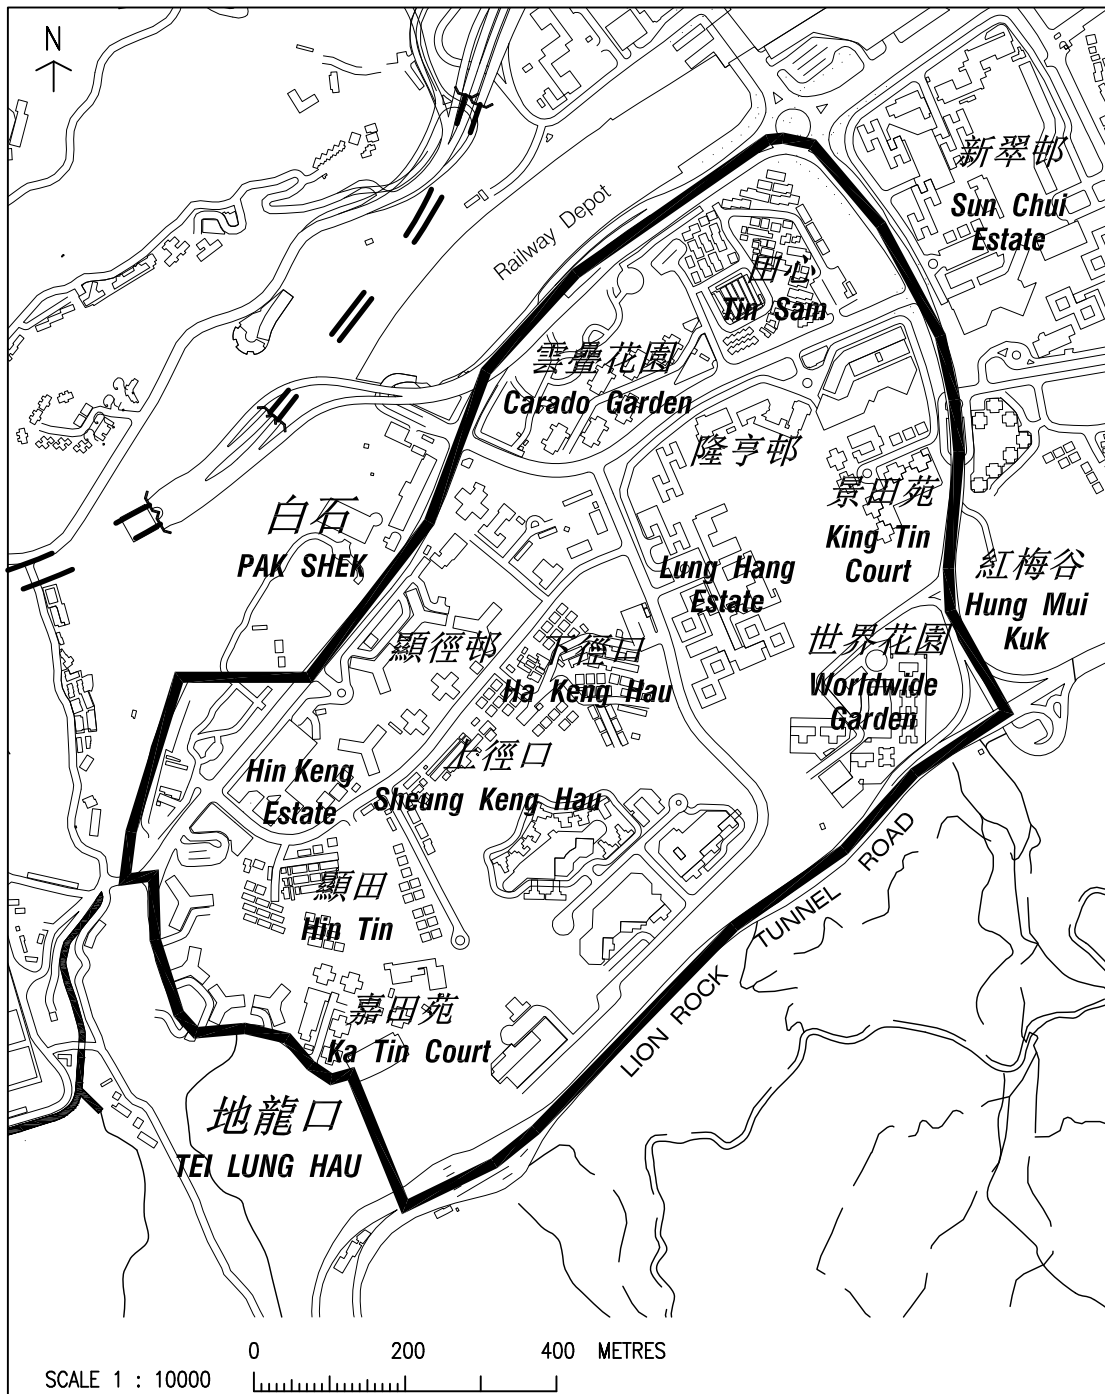 N
新翠邨
Sun Chui
Estate
Railway Depot
田心
Tin Sam
雲疊花園
Carado Garden
隆亨邨
景田苑
King Tin
Court
白石
PAK SHEK
Lung Hang
Estate
紅梅谷
Hung Mui
Kuk
顯徑邨
下徑口
Ha Keng Hau
世界花園
Worldwide
Garden
上徑口
Sheung Keng Hau
Hin Keng
Estate
顯田
Hin Tin
嘉田苑
Ka Tin Court
LION ROCK TUNNEL ROAD
地龍口
TEI LUNG HAU
0 200 400 METRES
SCALE 1 : 10000